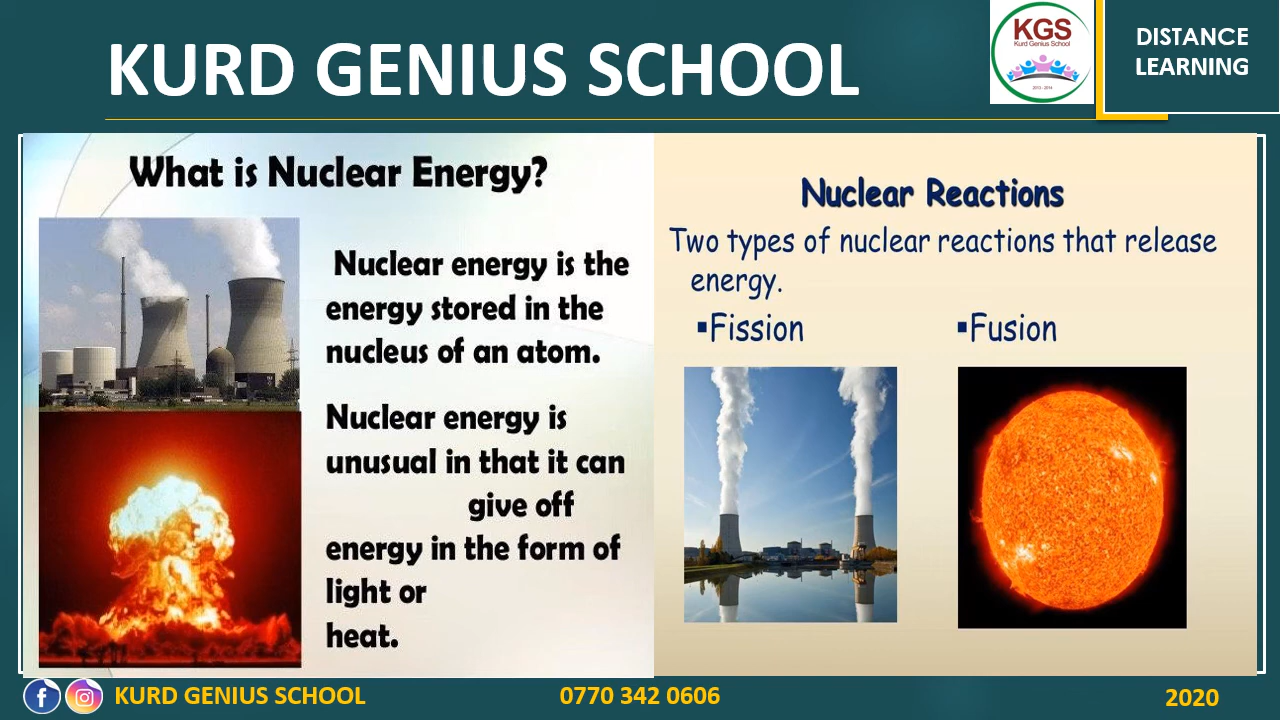 KURD GENIUS SCHOOL
KGS
Kurd Genius School
2013 - 2014
DISTANCE
LEARNING
What is Nuclear Energy?
Nuclear energy is the
energy stored in the
nucleus of an atom.
Nuclear energy is
unusual in that it can
give off
energy in the form of
light or
heat.
Nuclear Reactions
Two types of nuclear reactions that release
energy.
▪Fission
▪Fusion
KURD GENIUS SCHOOL
0770 342 0606
2020